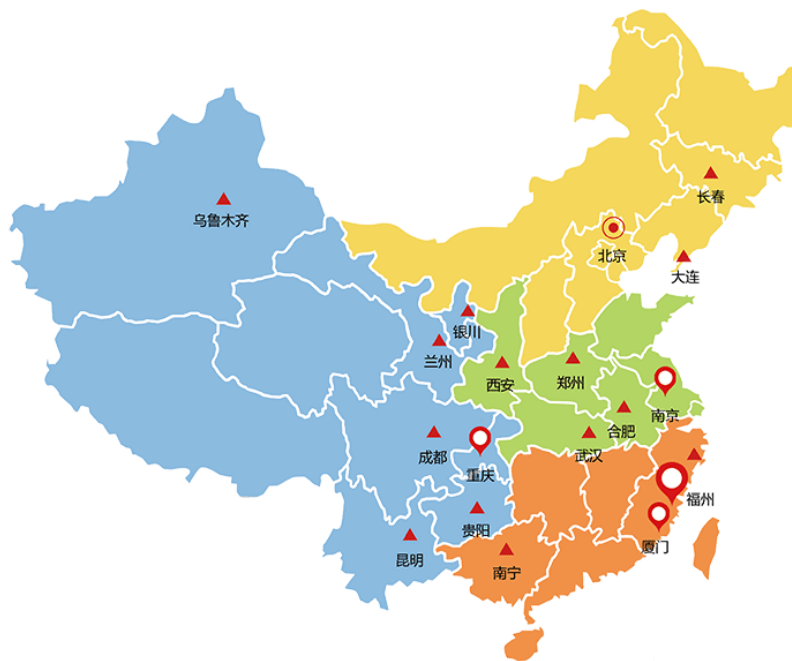 长春
乌鲁木齐
北京
大连
银川
兰州
西安
郑州
南京
合肥
成都
武汉
重庆
福州
贵阳
厦门
昆明
南宁